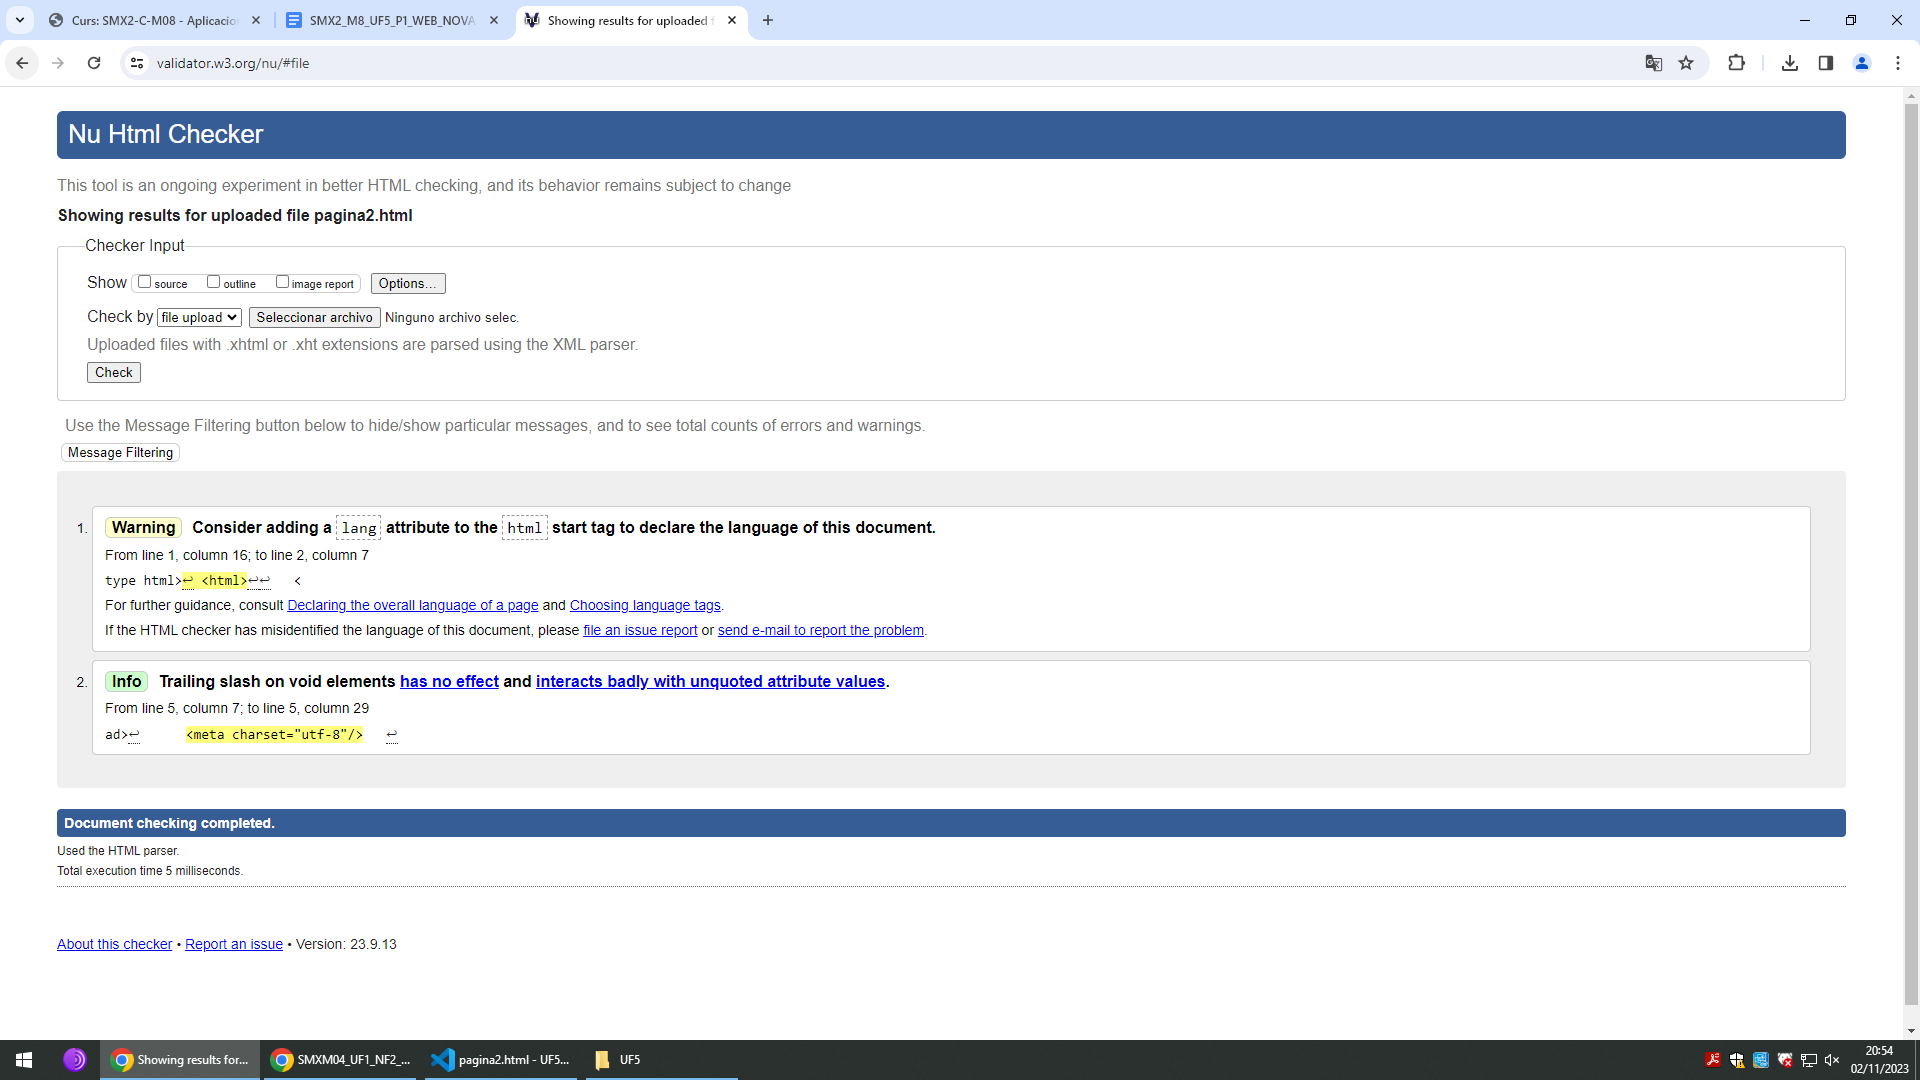 Curs: SMX2-C-M08 - Aplicacio
SMX2_M8_UF5_P1_WEB_NOVA
Showing results for uploaded f
validator.w3.org/nu/#file
Nu Html Checker
This tool is an ongoing experiment in better HTML checking, and its behavior remains subject to change
Showing results for uploaded file pagina2.html
Checker Input
Show source outline image report Options...
Check by file upload Seleccionar archivo Ninguno archivo selec.
Uploaded files with .xhtml or .xht extensions are parsed using the XML parser.
Check
Use the Message Filtering button below to hide/show particular messages, and to see total counts of errors and warnings.
Message Filtering
1. Warning Consider adding a lang attribute to the html start tag to declare the language of this document.
From line 1, column 16; to line 2, column 7
type html>↩ <html>↩↩ <
For further guidance, consult Declaring the overall language of a page and Choosing language tags.
If the HTML checker has misidentified the language of this document, please file an issue report or send e-mail to report the problem.
2. Info Trailing slash on void elements has no effect and interacts badly with unquoted attribute values.
From line 5, column 7; to line 5, column 29
ad>↩ <meta charset="utf-8"/> ↩
Document checking completed.
Used the HTML parser.
Total execution time 5 milliseconds.
About this checker • Report an issue • Version: 23.9.13
Showing results for...
SMXM04_UF1_NF2_...
pagina2.html - UF5...
UF5
20:54
02/11/2023